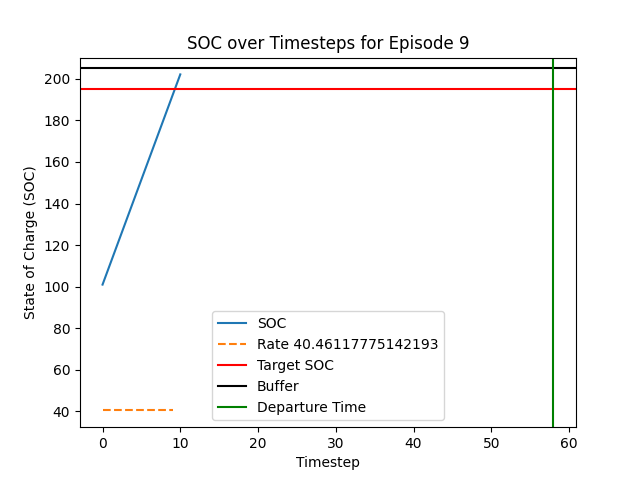 SOC over Timesteps for Episode 9
State of Charge (SOC)
200
180
160
140
120
100
80
60
40
SOC
Rate 40.46117775142193
Target SOC
Buffer
Departure Time
0 10 20 30 40 50 60
Timestep